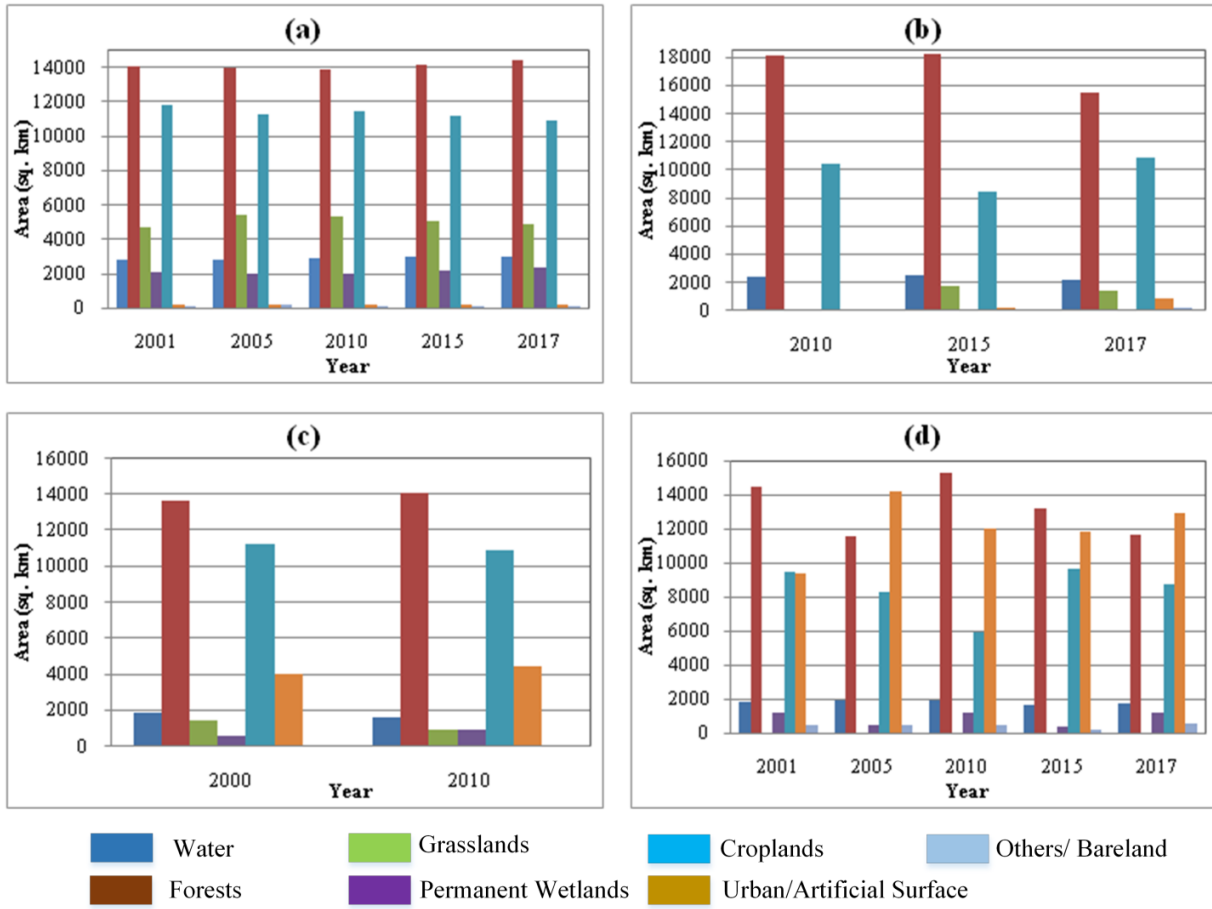 (a)
14000
12000
10000
8000
6000
4000
2000
0
Area (sq. km)
2001 2005 2010 2015 2017
Year
(b)
18000
16000
14000
12000
10000
8000
6000
4000
2000
0
Area (sq. km)
2010 2015 2017
Year
(c)
16000
14000
12000
10000
8000
6000
4000
2000
0
Area (sq. km)
2000 2010
Year
(d)
16000
14000
12000
10000
8000
6000
4000
2000
0
Area (sq. km)
2001 2005 2010 2015 2017
Year
Water Grasslands Croplands Others/ Bareland
Forests Permanent Wetlands Urban/Artificial Surface